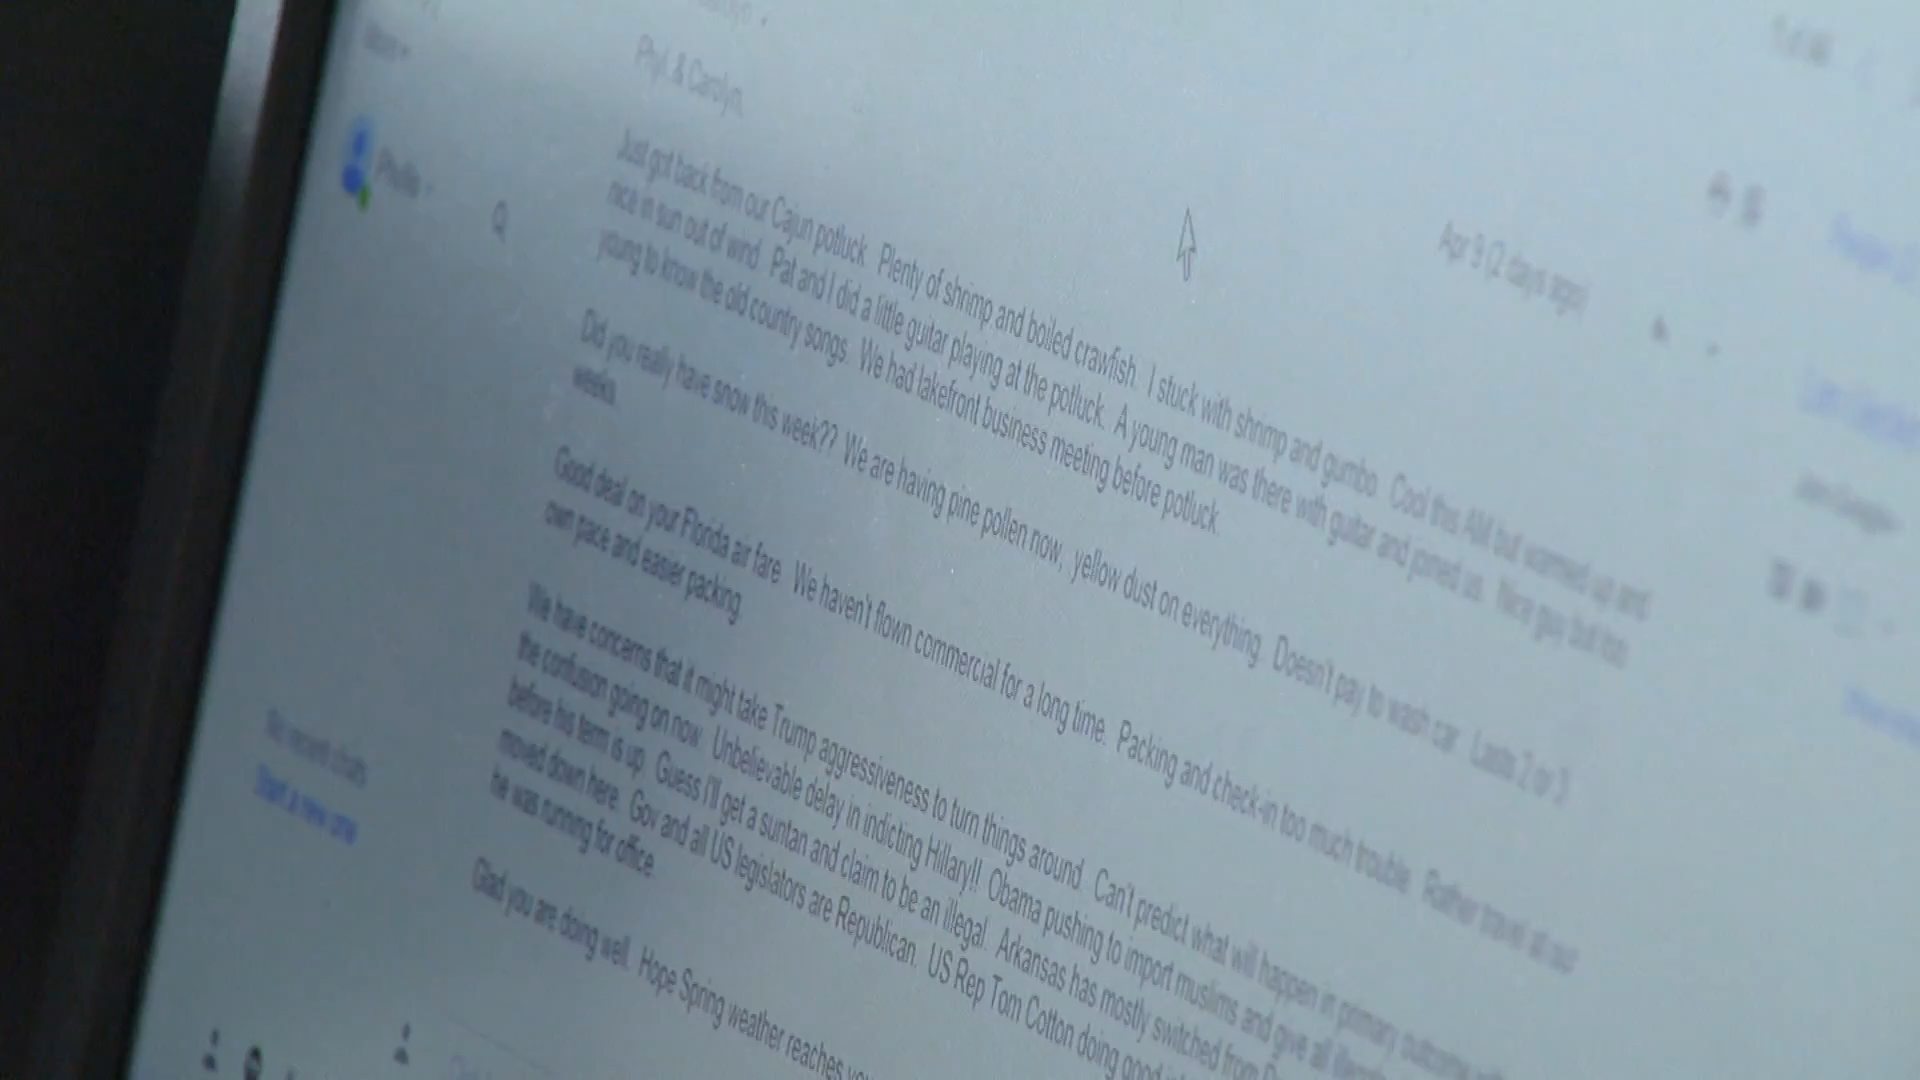 Phyl. & Carolyn,
Just got back from our Cajun potluck. Plenty of shrimp and boiled crawfish. I stuck with shrimp and gumbo. Cool this AM but warmed up and
nice in sun out of wind. Pat and I did a little guitar playing at the potluck. A young man was there with guitar and joined us. Nice guy but too
young to know the old country songs. We had lakefront business meeting before potluck.
Did you really have snow this week?? We are having pine pollen now, yellow dust on everything. Doesn't pay to wash car. Lasts 2 or 3
weeks.
Good deal on your Florida air fare. We haven't flown commercial for a long time. Packing and check-in too much trouble. Rather travel at our
own pace and easier packing.
We have concerns that it might take Trump aggressiveness to turn things around. Can't predict what will happen in primary outcome
the confusion going on now. Unbelievable delay in indicting Hillary!! Obama pushing to import muslims and give all
before his term is up. Guess I'll get a suntan and claim to be an illegal. Arkansas has mostly switched from
moved down here. Gov and all US legislators are Republican. US Rep Tom Cotton doing good
he was running for office.
Glad you are doing well. Hope Spring weather reaches you
Apr 9 (2 days ago)
Phyllis
No recent chats
Start a new one